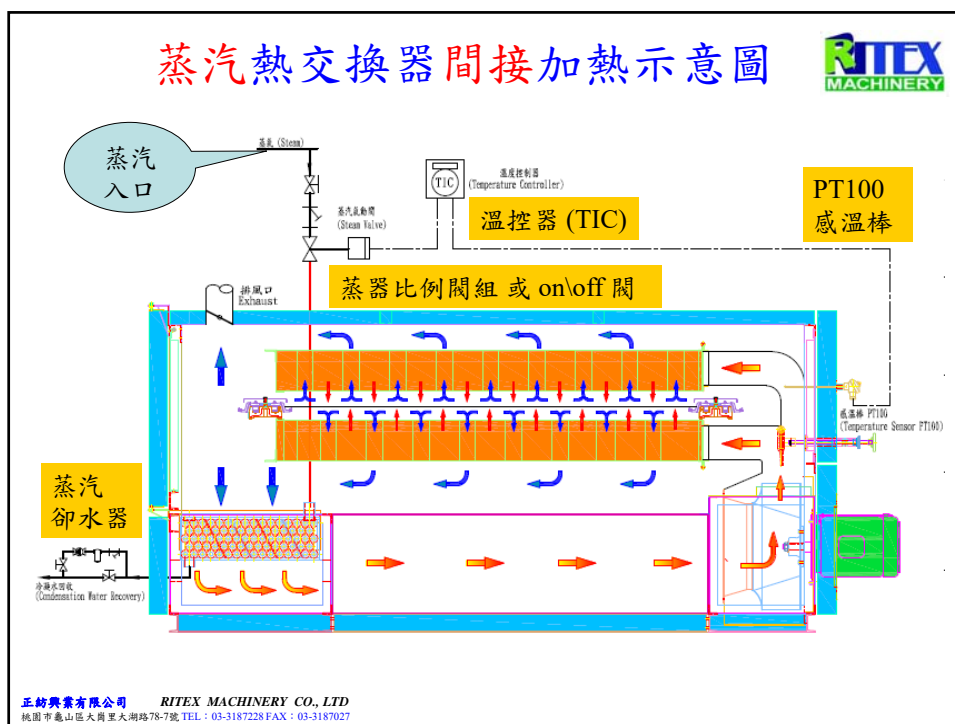 蒸汽熱交換器間接加熱示意圖
RITEX
MACHINERY
蒸汽
入口
蒸氣 (Steam)
TIC
溫度控制器
(Temperature Controller)
溫控器 (TIC)
PT100
感溫棒
蒸汽氣動閥
(Steam Valve)
蒸器比例閥組 或 on\off 閥
排風口
Exhaust
感溫棒 PT100
(Temperature Sensor PT100)
蒸汽
卻水器
冷凝水回收
(Condensation Water Recovery)
正紡興業有限公司 RITEX MACHINERY CO., LTD
桃園市龜山區大崗里大湖路78-7號 TEL：03-3187228 FAX：03-3187027